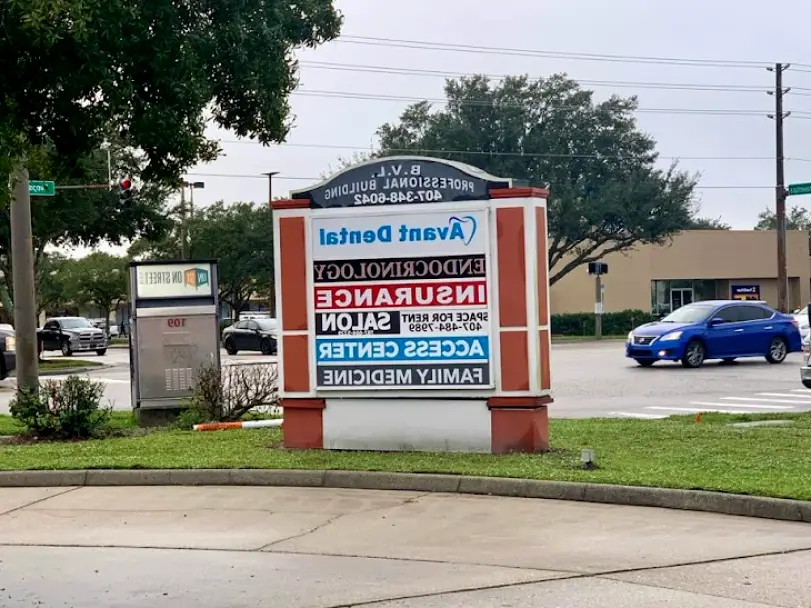 B.V.L.
PROFESSIONAL BUILDING
407-348-6042
Avant Dental
ENDOCRINOLOGY
INSURANCE
SALON
SPACE FOR RENT
407-484-7989
ACCESS CENTER
FAMILY MEDICINE
ON STREET
109